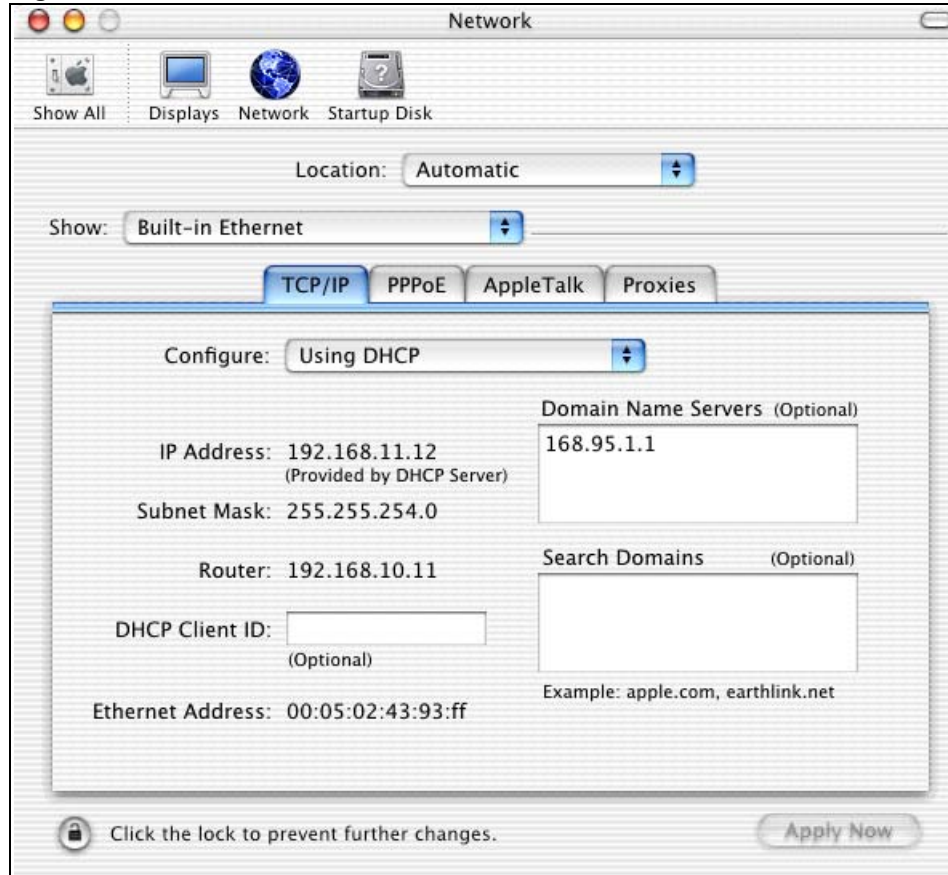 Network
Show All Displays Network Startup Disk
Location: Automatic
Show: Built-in Ethernet
TCP/IP PPPoE AppleTalk Proxies
Configure: Using DHCP
Domain Name Servers (Optional)
168.95.1.1
IP Address: 192.168.11.12
(Provided by DHCP Server)
Subnet Mask: 255.255.254.0
Router: 192.168.10.11
Search Domains (Optional)
DHCP Client ID:
(Optional)
Example: apple.com, earthlink.net
Ethernet Address: 00:05:02:43:93:ff
Click the lock to prevent further changes.
Apply Now